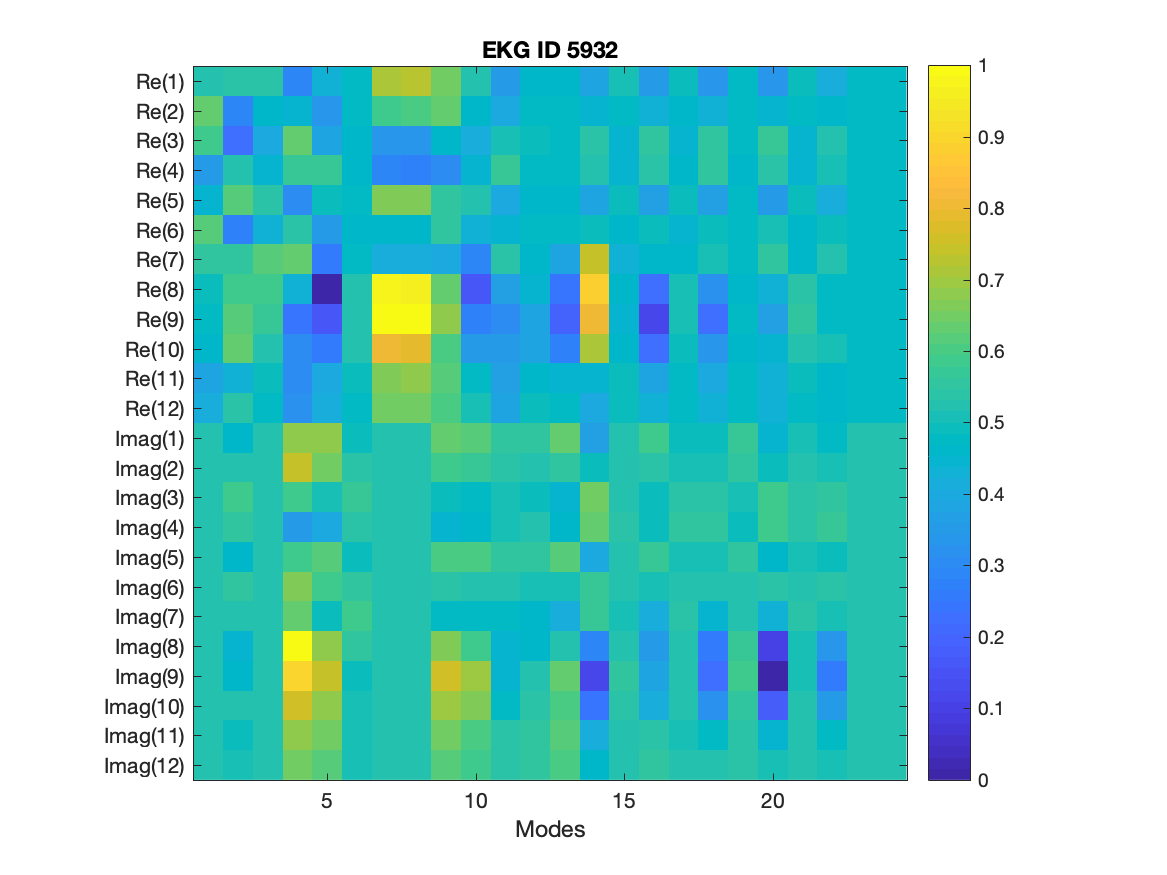 EKG ID 5932
Re(1)
Re(2)
Re(3)
Re(4)
Re(5)
Re(6)
Re(7)
Re(8)
Re(9)
Re(10)
Re(11)
Re(12)
Imag(1)
Imag(2)
Imag(3)
Imag(4)
Imag(5)
Imag(6)
Imag(7)
Imag(8)
Imag(9)
Imag(10)
Imag(11)
Imag(12)
5 10 15 20
Modes
1
0.9
0.8
0.7
0.6
0.5
0.4
0.3
0.2
0.1
0